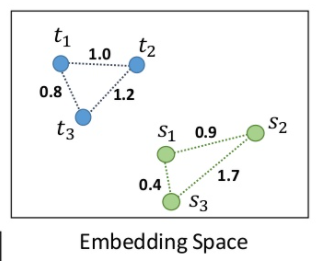 t₁ 1.0 t₂
0.8 1.2
t₃
s₁ 0.9 s₂
0.4 1.7
s₃
Embedding Space